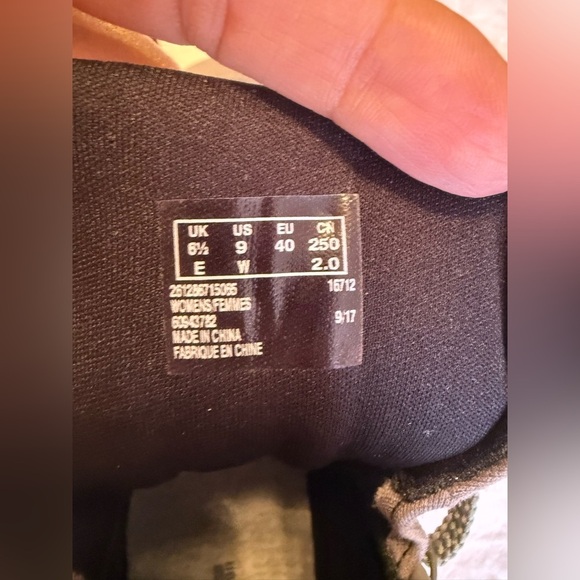 UK US EU CN
6½ 9 40 250
E W 2.0
261286715065 16712
WOMENS/FEMMES
60943782 9/17
MADE IN CHINA
FABRIQUE EN CHINE